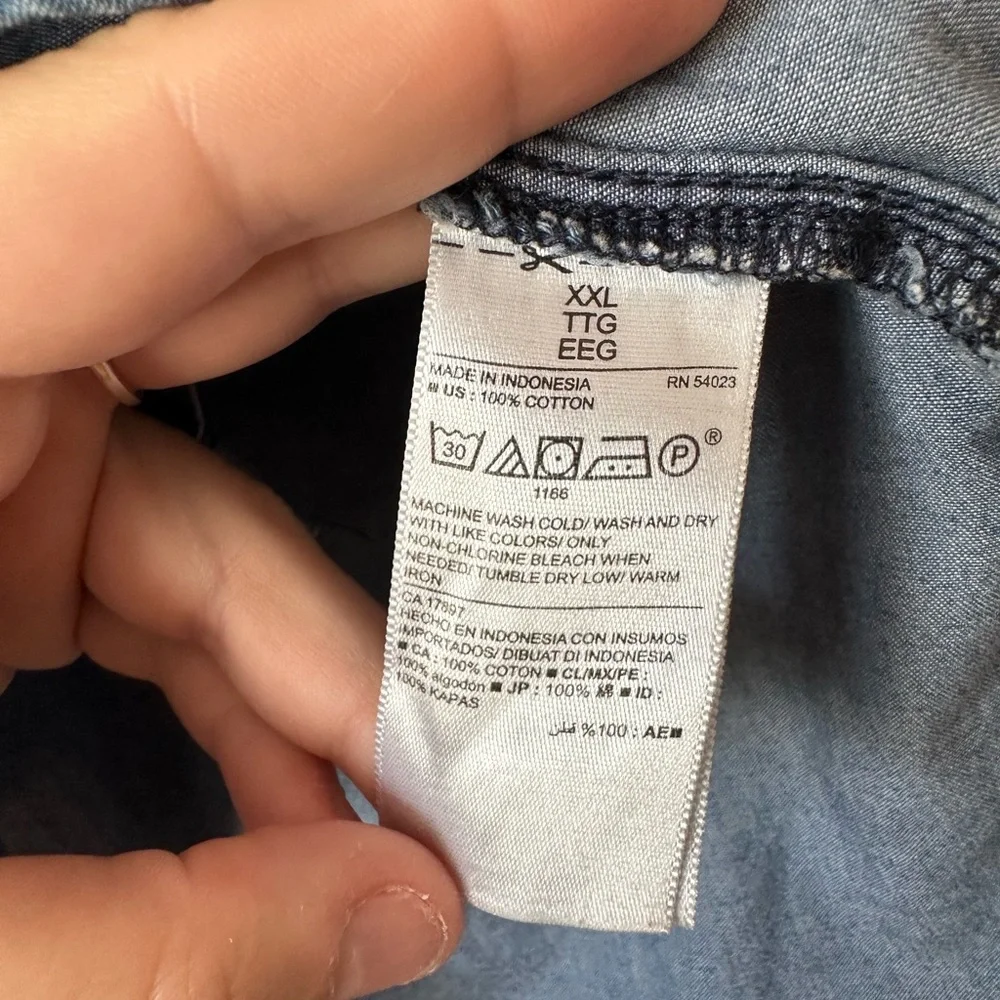 XXL
TTG
EEG
MADE IN INDONESIA RN 54023
US : 100% COTTON
30 P ®
1166
MACHINE WASH COLD/ WASH AND DRY
WITH LIKE COLORS/ ONLY
NON-CHLORINE BLEACH WHEN
NEEDED/ TUMBLE DRY LOW/ WARM
IRON
CA 17897
HECHO EN INDONESIA CON INSUMOS
IMPORTADOS/ DIBUAT DI INDONESIA
■ CA : 100% COTON ■ CL/MX/PE :
100% algodón ■ JP : 100% 綿 ■ ID :
100% KAPAS
■AE : 100% قطن